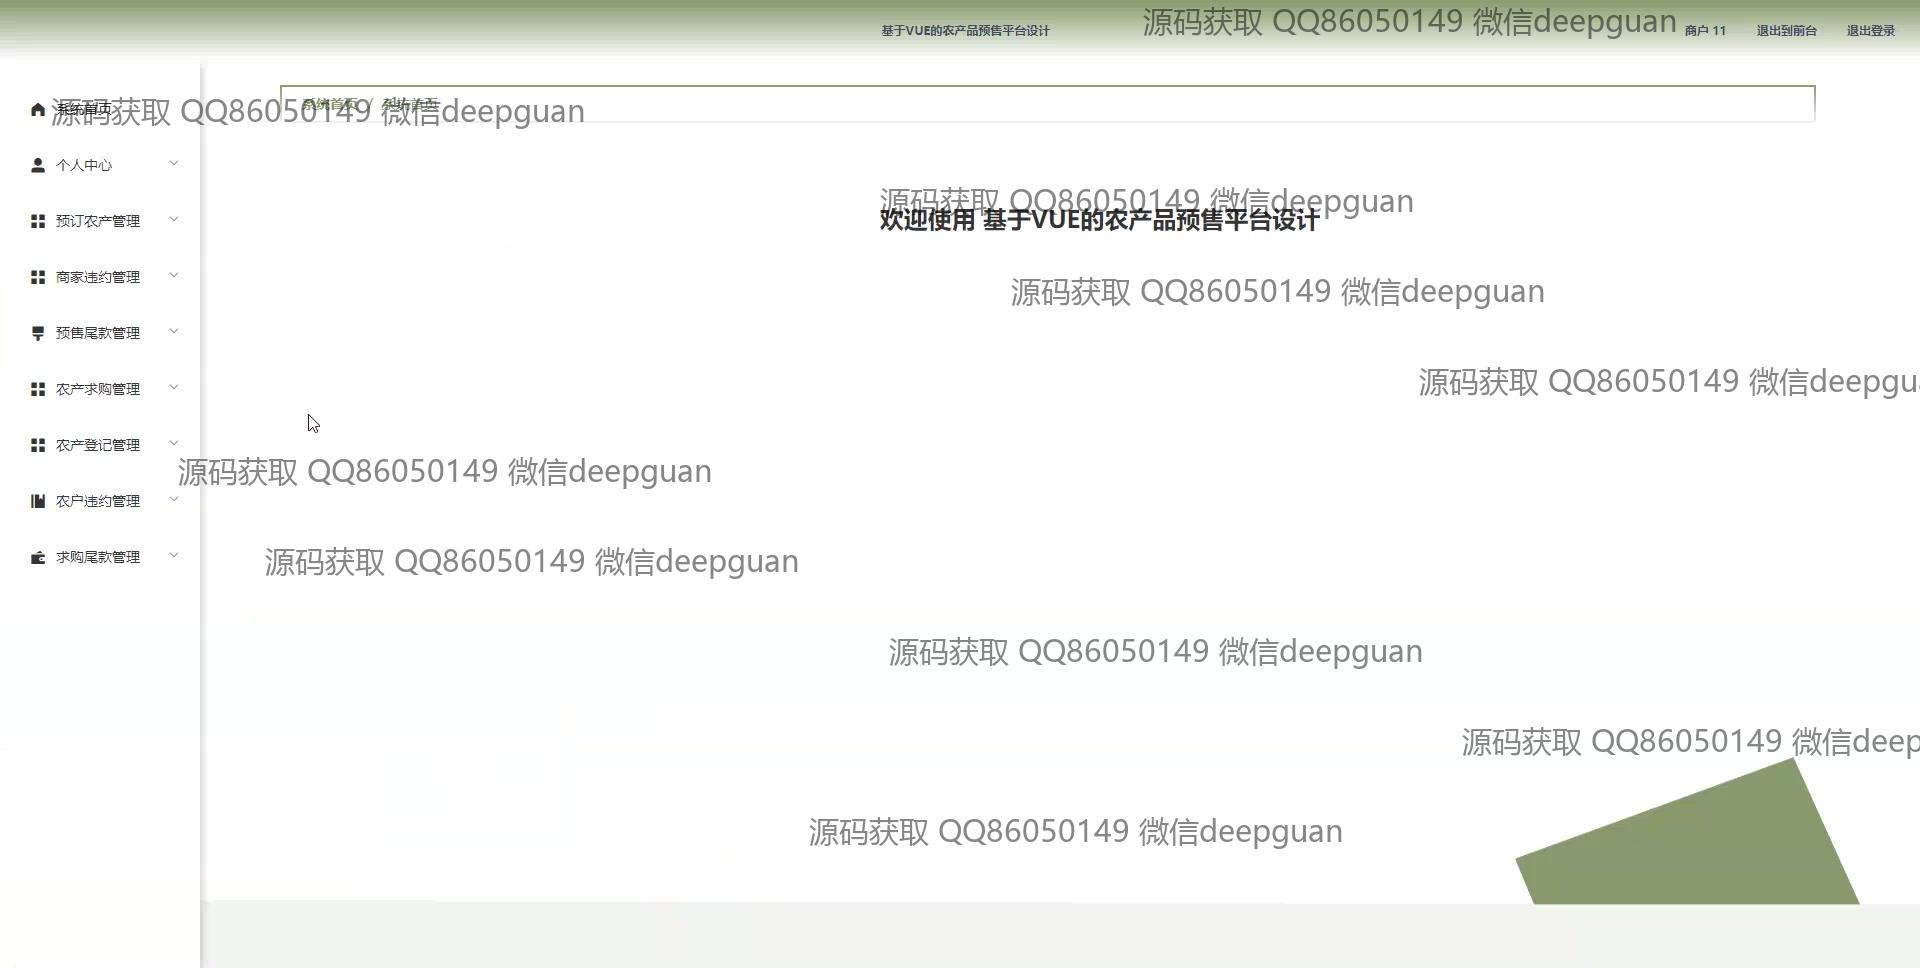 基于VUE的农产品预售平台设计
源码获取 QQ86050149 微信deepguan
商户 11
退出到前台
退出登录
系统首页
源码获取 QQ86050149 微信deepguan
系统首页 / 系统首页
个人中心
源码获取 QQ86050149 微信deepguan
欢迎使用 基于VUE的农产品预售平台设计
预订农产管理
商家违约管理
源码获取 QQ86050149 微信deepguan
预售尾款管理
农产求购管理
源码获取 QQ86050149 微信deepgu
农产登记管理
源码获取 QQ86050149 微信deepguan
农户违约管理
求购尾款管理
源码获取 QQ86050149 微信deepguan
源码获取 QQ86050149 微信deepguan
源码获取 QQ86050149 微信deep
源码获取 QQ86050149 微信deepguan